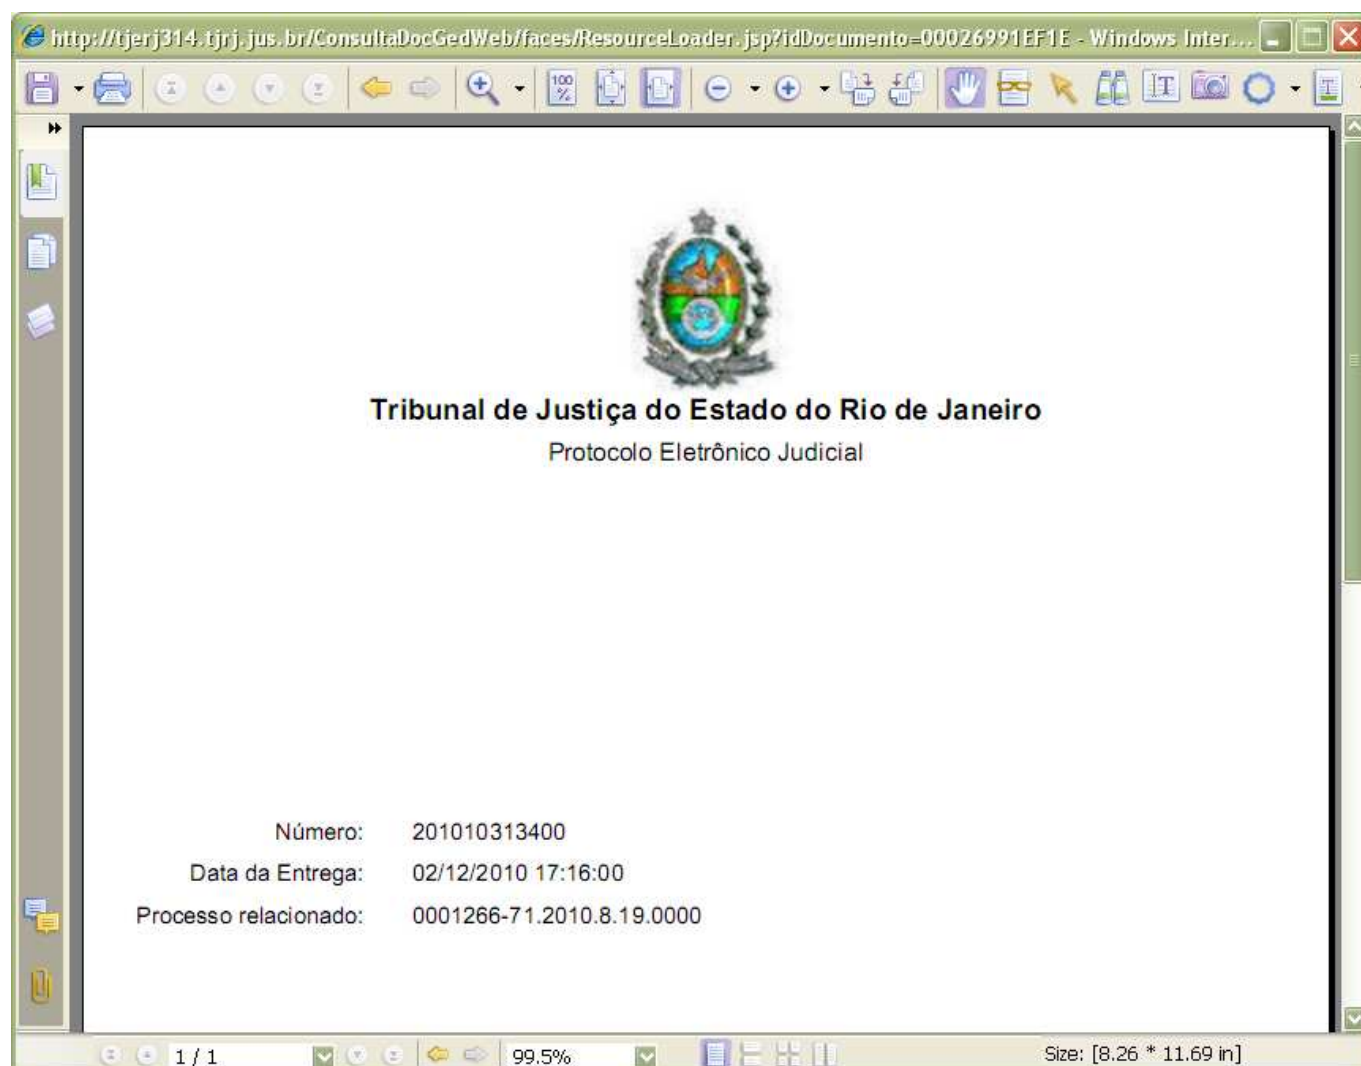 http://tjerj314.tjrj.jus.br/ConsultaDocGedWeb/faces/ResourceLoader.jsp?idDocumento=00026991EF1E - Windows Inter...
100 %
Tribunal de Justiça do Estado do Rio de Janeiro
Protocolo Eletrônico Judicial
Número: 201010313400
Data da Entrega: 02/12/2010 17:16:00
Processo relacionado: 0001266-71.2010.8.19.0000
1 / 1 99.5% Size: [8.26 * 11.69 in]